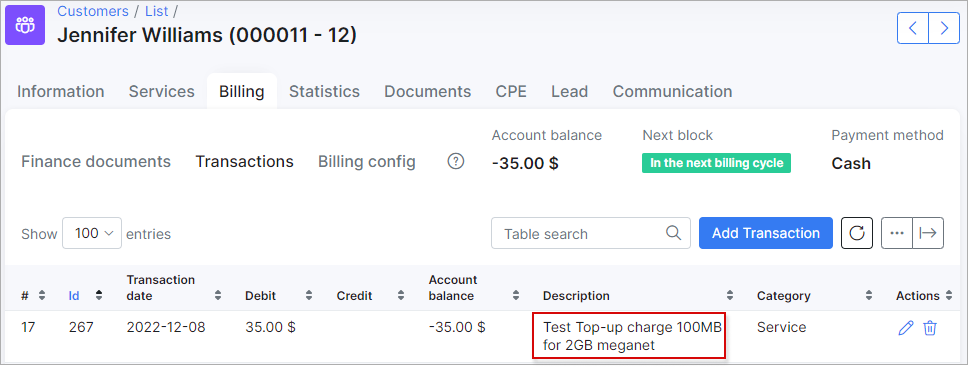 Customers / List /
Jennifer Williams (000011 - 12)
Information Services Billing Statistics Documents CPE Lead Communication
Account balance Next block Payment method
Finance documents Transactions Billing config ? -35.00 $ In the next billing cycle Cash
Show 100 entries Table search Add Transaction
# Id Transaction date Debit Credit Account balance Description Category Actions
17 267 2022-12-08 35.00 $ -35.00 $ Test Top-up charge 100MB Service
for 2GB meganet